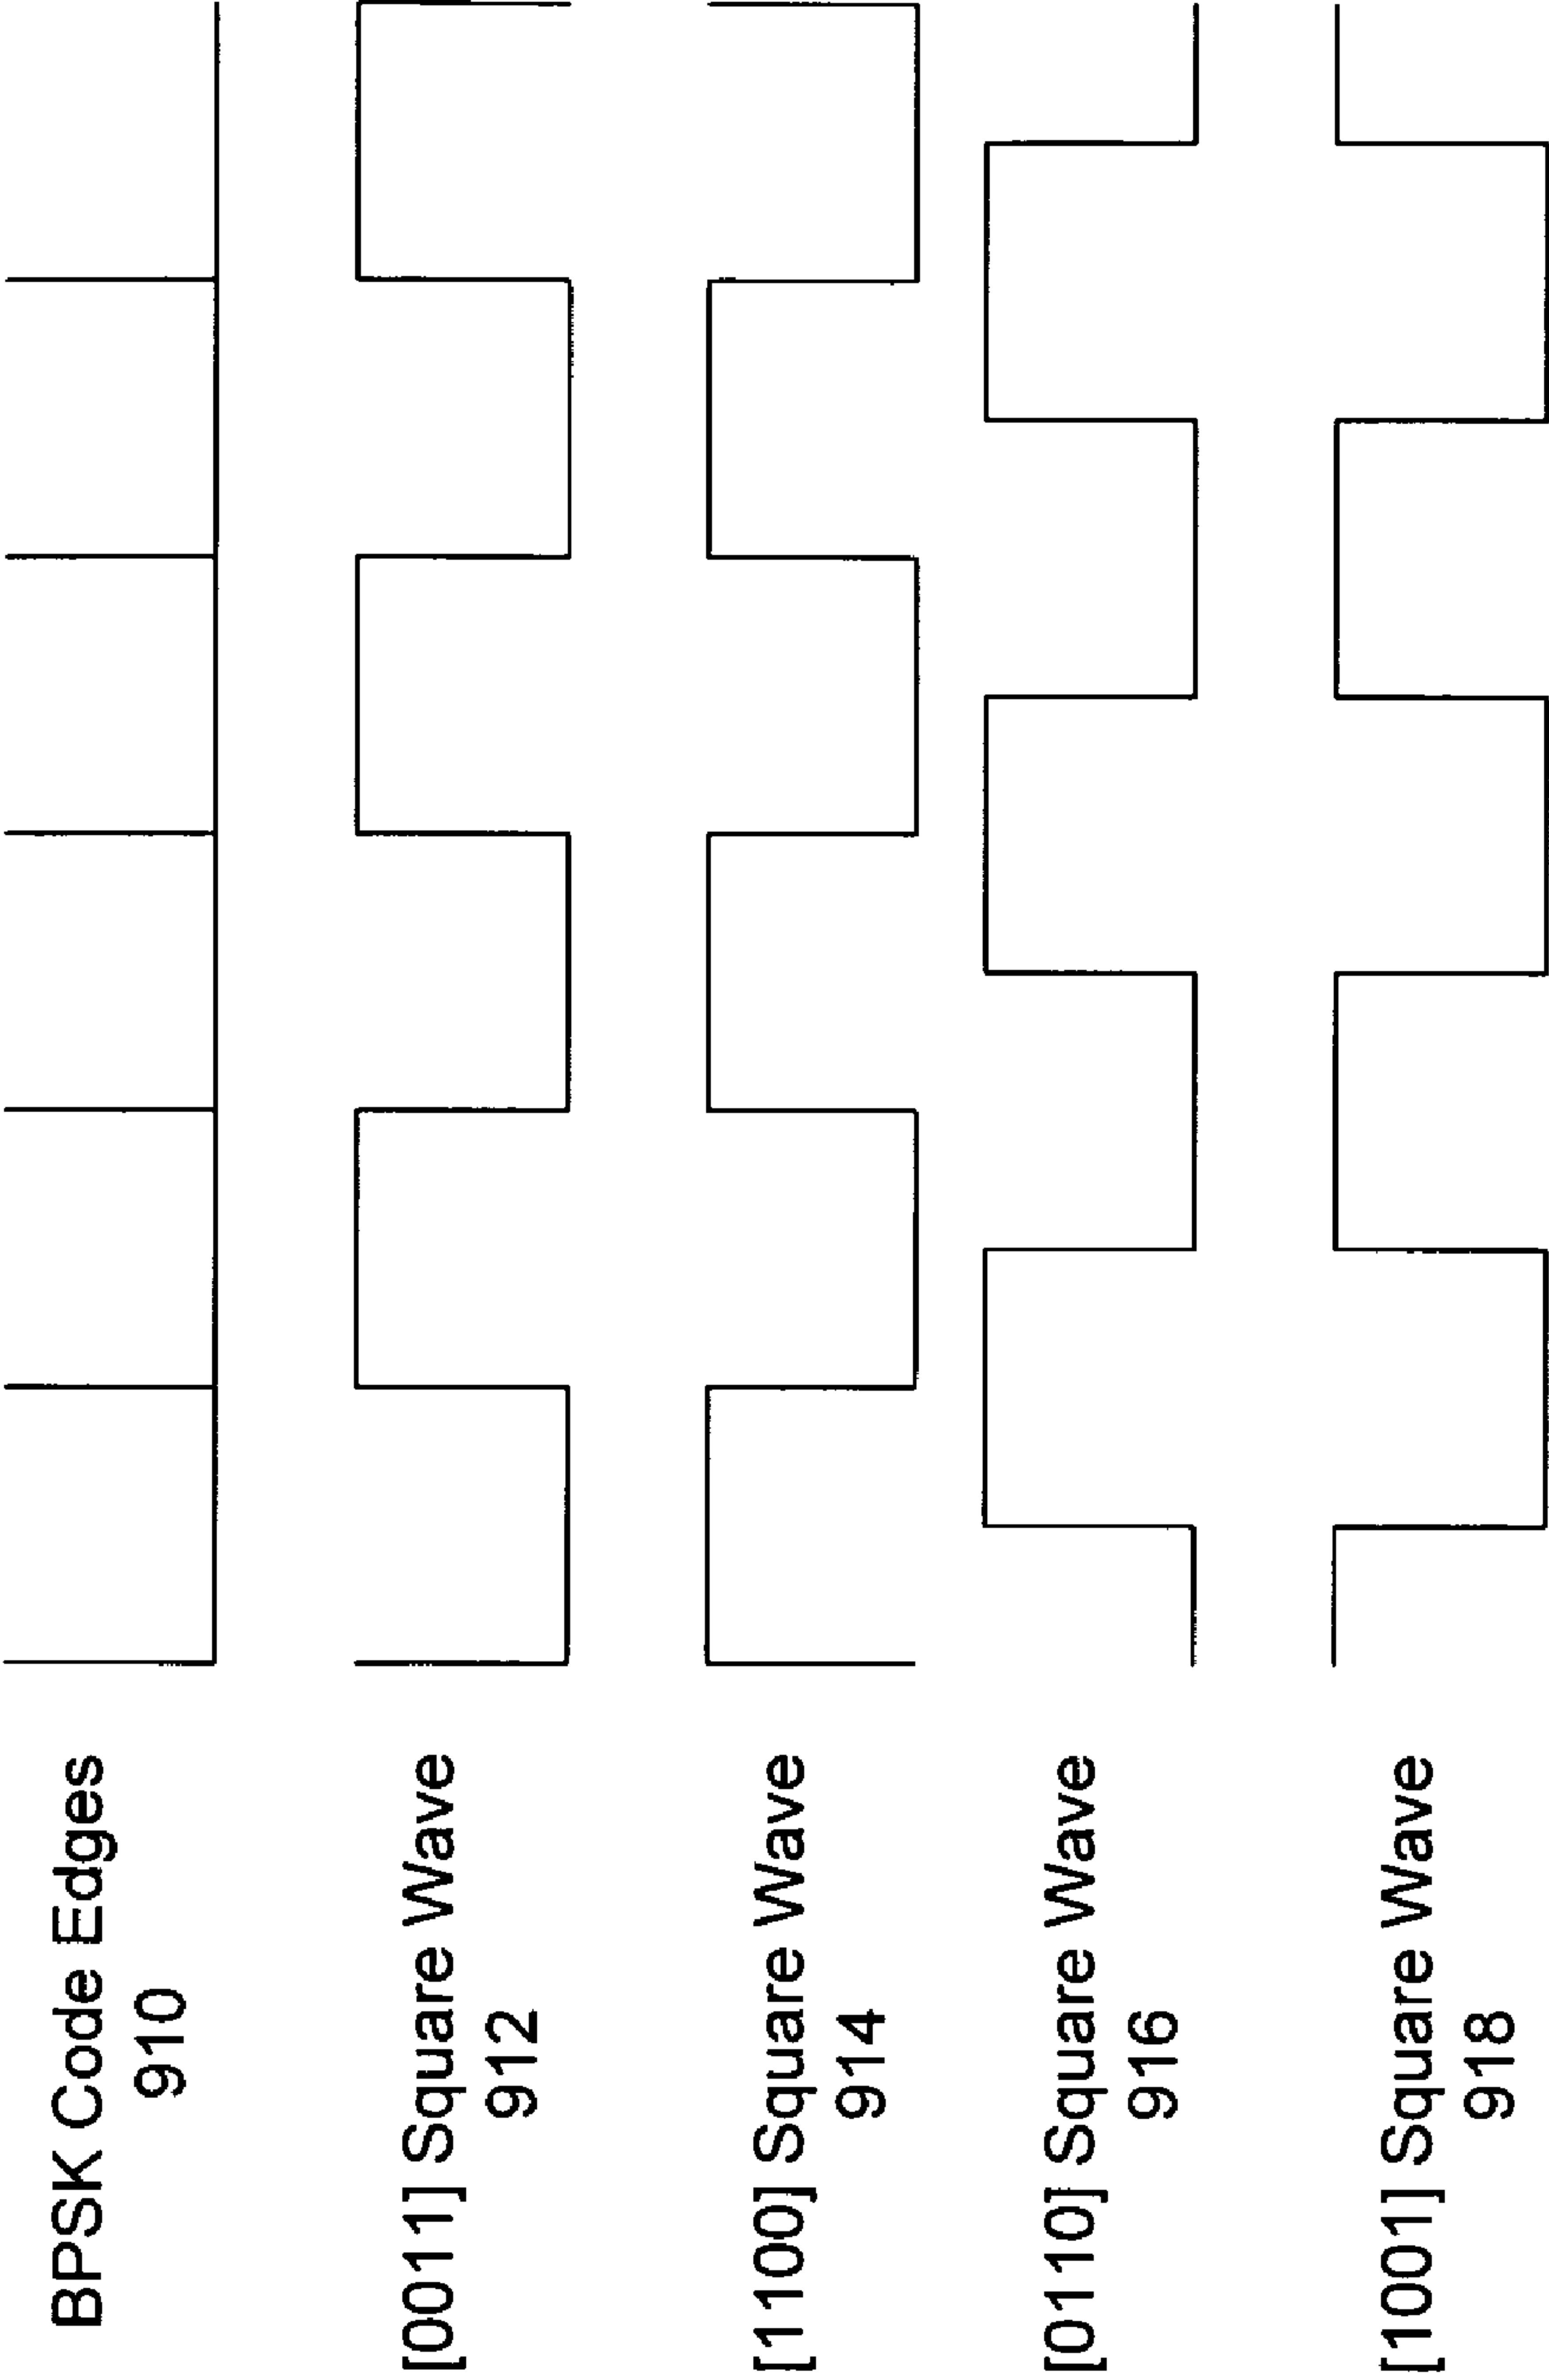 BPSK Code Edges
910
[0011] Square Wave
912
[1100] Square Wave
914
[0110] Square Wave
916
[1001] Square Wave
918